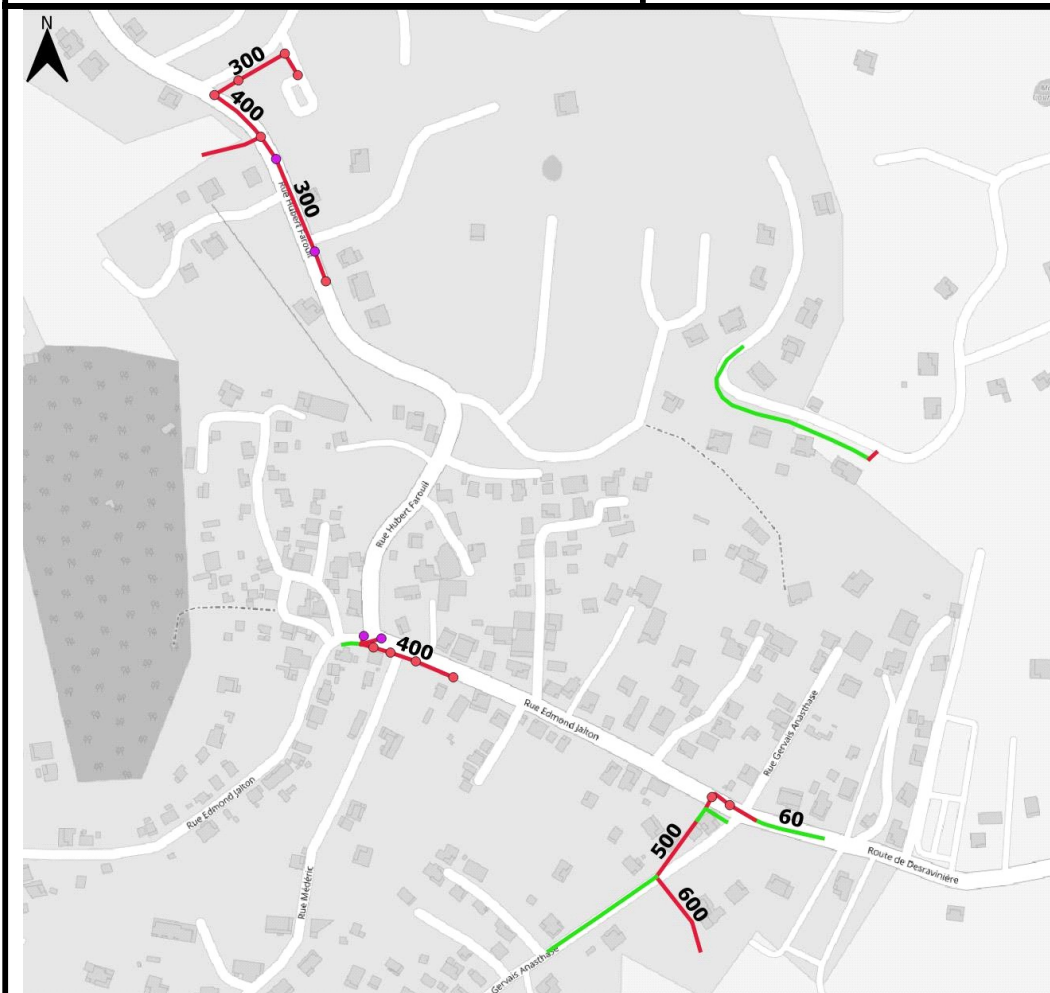 N
300
400
300
Rue Hubert Farouil
Rue Hubert Farouil
400
Rue Edmond Jalton
Rue Gervais Anasthase
Rue Edmond Jalton
60
500
Route de Desravinière
Rue Médéric
600
Gervais Anasthase